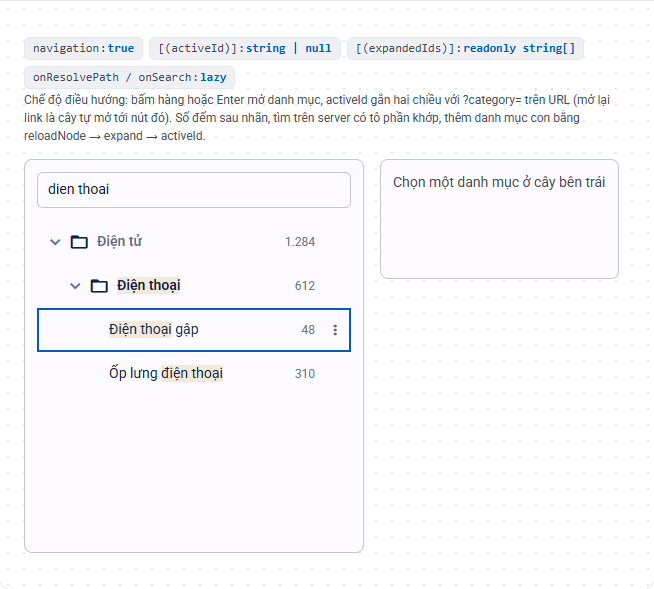 navigation:true [(activeId)]:string | null [(expandedIds)]:readonly string[]
onResolvePath / onSearch:lazy
Chế độ điều hướng: bấm hàng hoặc Enter mở danh mục, activeId gắn hai chiều với ?category= trên URL (mở lại
link là cây tự mở tới nút đó). Số đếm sau nhãn, tìm trên server có tô phần khớp, thêm danh mục con bằng
reloadNode → expand → activeId.
dien thoai
Chọn một danh mục ở cây bên trái
Điện tử 1.284
Điện thoại 612
Điện thoại gập 48
Ốp lưng điện thoại 310